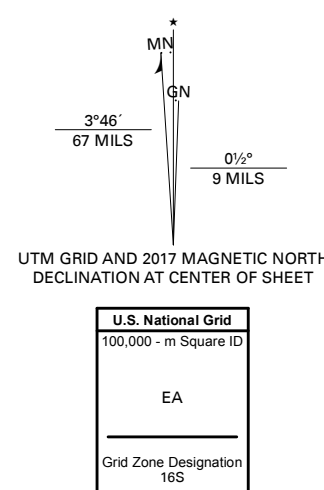 ★
MN
GN
3°46´
67 MILS
0½°
9 MILS
UTM GRID AND 2017 MAGNETIC NORTH
DECLINATION AT CENTER OF SHEET
U.S. National Grid
100,000 - m Square ID
EA
Grid Zone Designation
16S